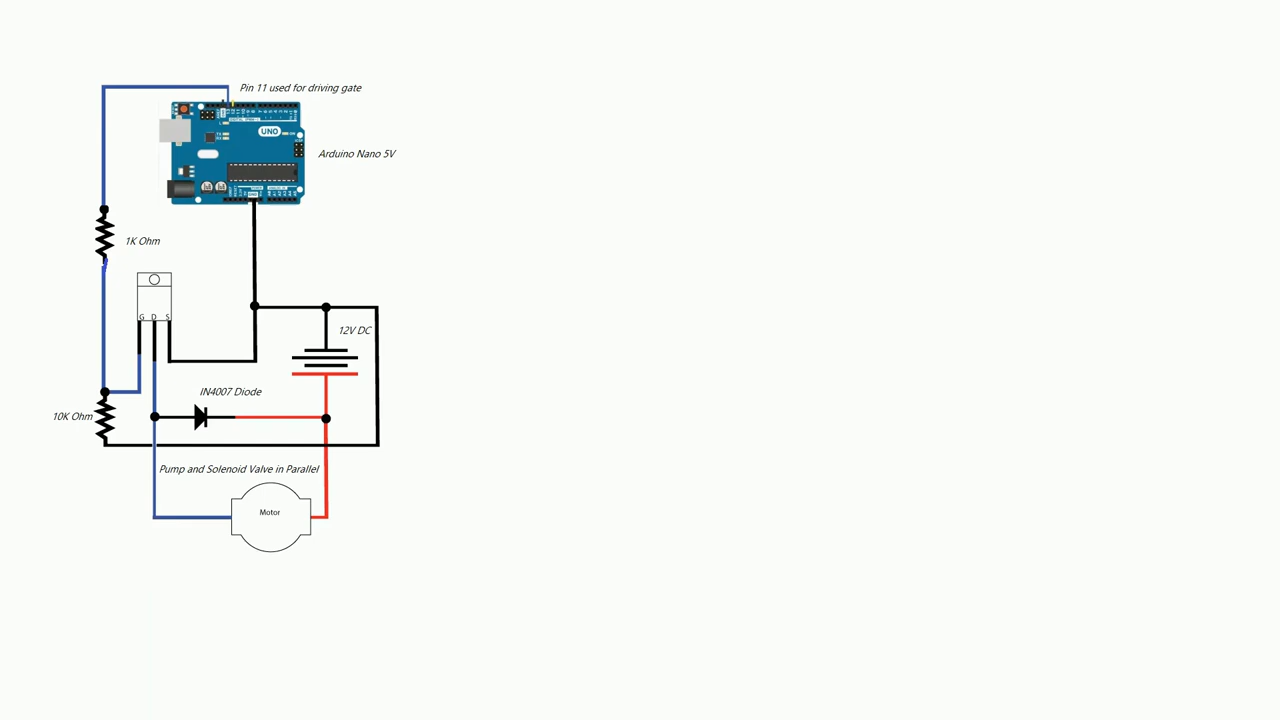 Pin 11 used for driving gate
UNO
Arduino Nano 5V
1K Ohm
G D S
12V DC
IN4007 Diode
10K Ohm
Pump and Solenoid Valve in Parallel
Motor